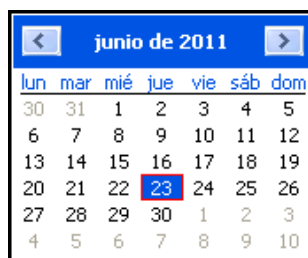 junio de 2011
lun mar mié jue vie sáb dom
30 31 1 2 3 4 5
6 7 8 9 10 11 12
13 14 15 16 17 18 19
20 21 22 23 24 25 26
27 28 29 30 1 2 3
4 5 6 7 8 9 10